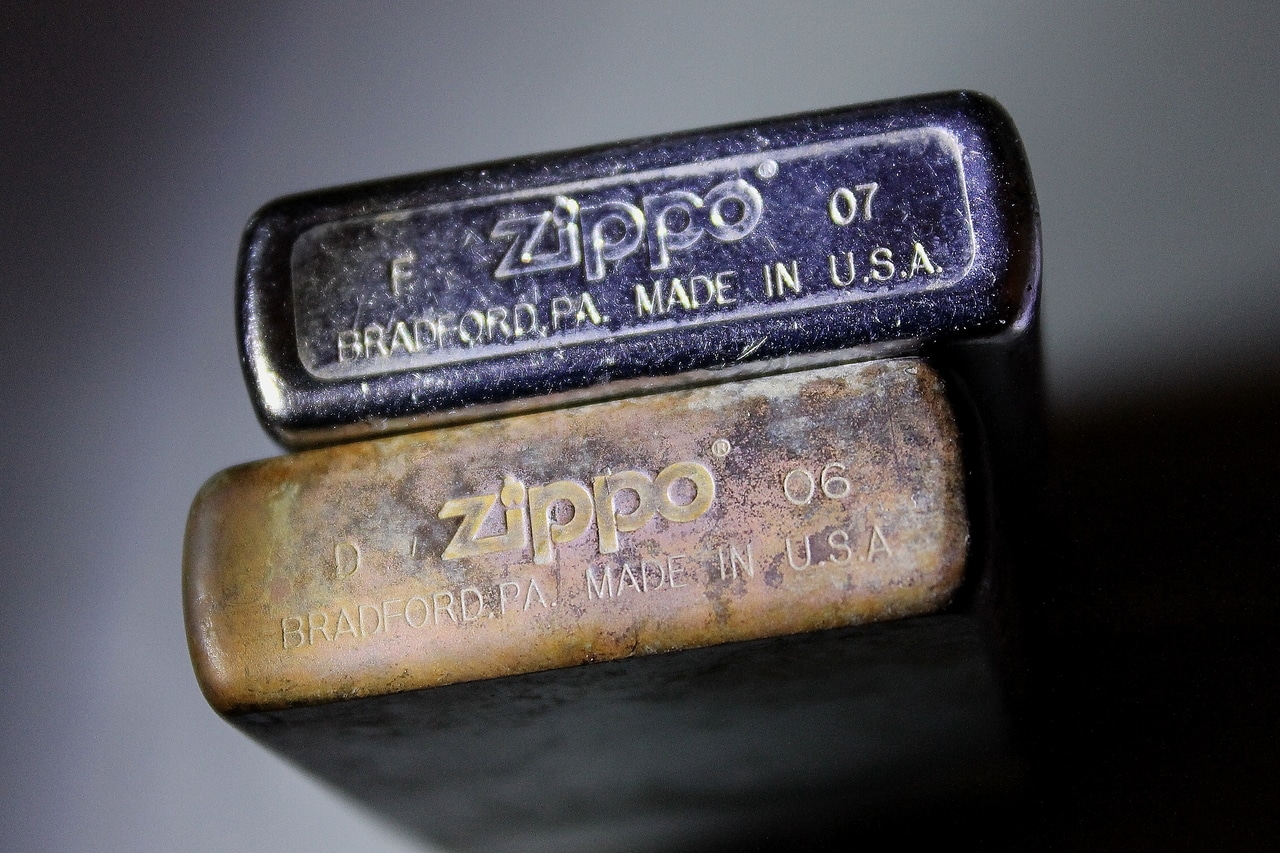 F zippo® 07
BRADFORD, PA. MADE IN U.S.A.
D zippo® 06
BRADFORD, PA. MADE IN U.S.A